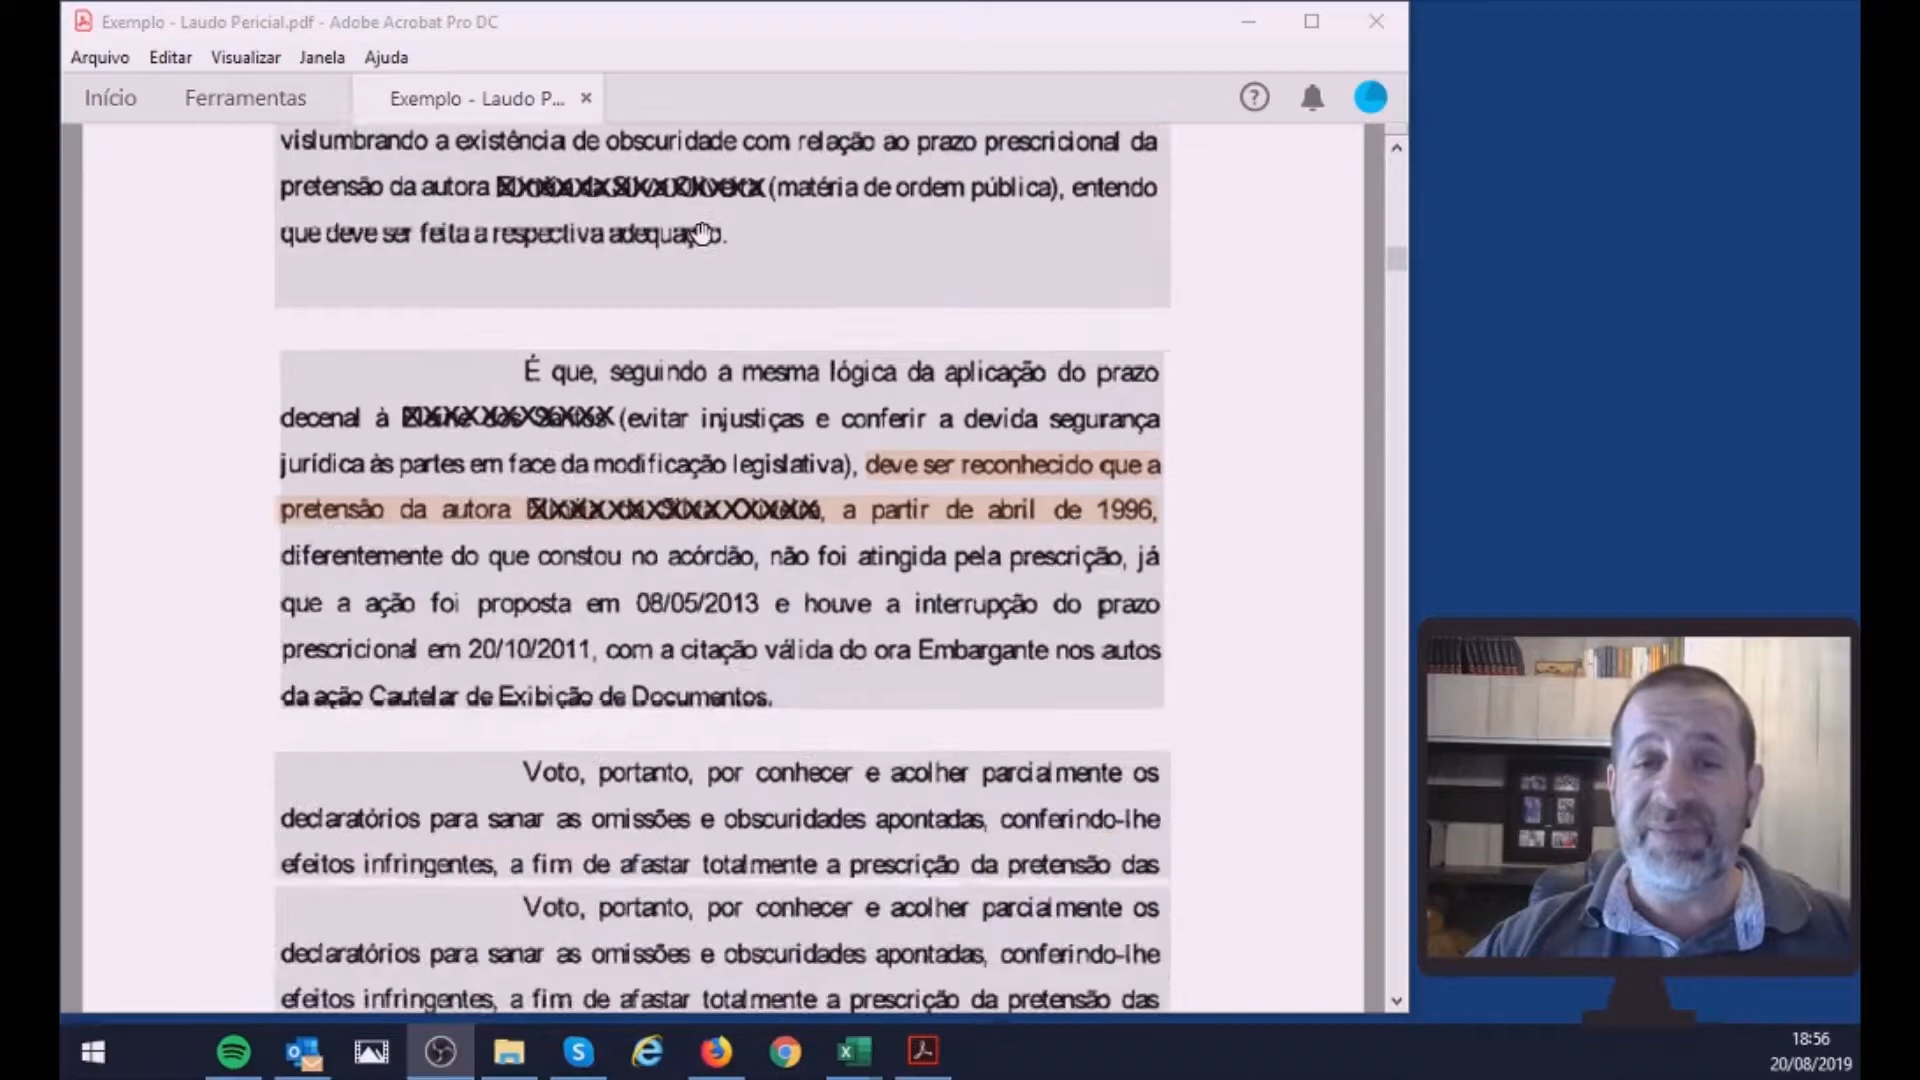 Exemplo - Laudo Pericial.pdf - Adobe Acrobat Pro DC
Arquivo Editar Visualizar Janela Ajuda
Início Ferramentas Exemplo - Laudo P... ×
vislumbrando a existência de obscuridade com relação ao prazo prescricional da
pretensão da autora (matéria de ordem pública), entendo
que deve ser feita a respectiva adequação.
É que, seguindo a mesma lógica da aplicação do prazo
decenal à (evitar injustiças e conferir a devida segurança
jurídica às partes em face da modificação legislativa), deve ser reconhecido que a
pretensão da autora , a partir de abril de 1996,
diferentemente do que constou no acórdão, não foi atingida pela prescrição, já
que a ação foi proposta em 08/05/2013 e houve a interrupção do prazo
prescricional em 20/10/2011, com a citação válida do ora Embargante nos autos
da ação Cautelar de Exibição de Documentos.
Voto, portanto, por conhecer e acolher parcialmente os
declaratórios para sanar as omissões e obscuridades apontadas, conferindo-lhe
efeitos infringentes, a fim de afastar totalmente a prescrição da pretensão das
Voto, portanto, por conhecer e acolher parcialmente os
declaratórios para sanar as omissões e obscuridades apontadas, conferindo-lhe
efeitos infringentes, a fim de afastar totalmente a prescrição da pretensão das
18:56
20/08/2019